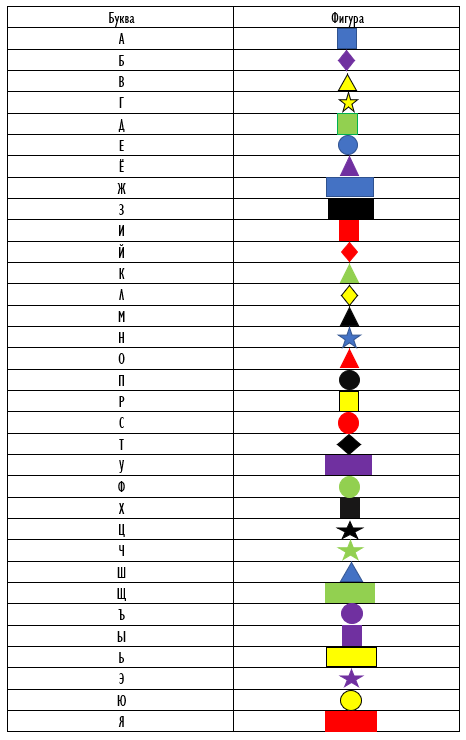 Буква Фигура
А
Б
В
Г
Д
Е
Ё
Ж
З
И
Й
К
Л
М
Н
О
П
Р
С
Т
У
Ф
Х
Ц
Ч
Ш
Щ
Ъ
Ы
Ь
Э
Ю
Я